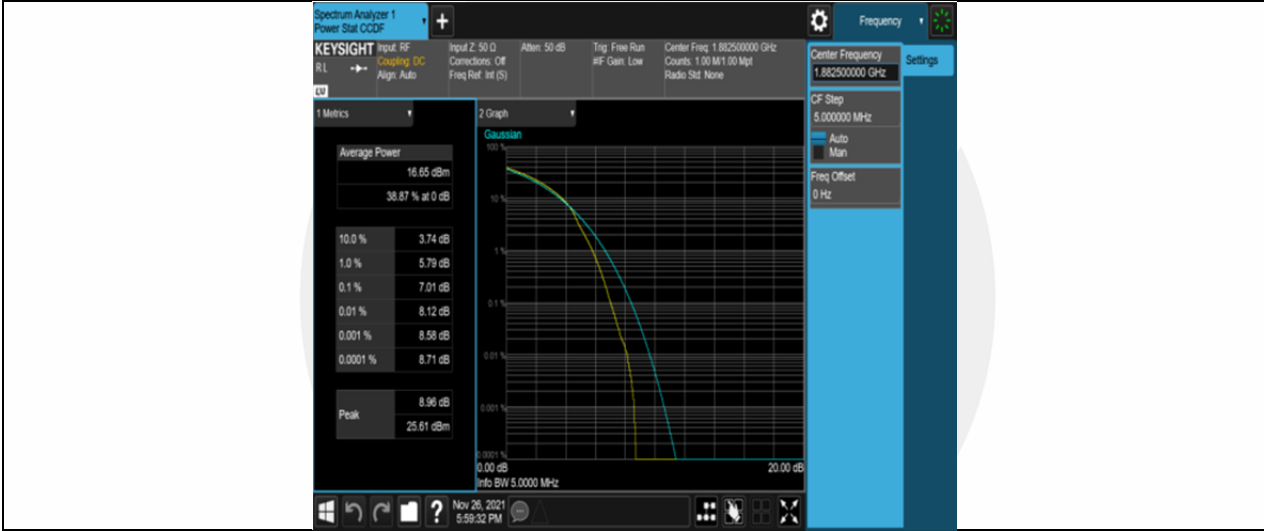 Spectrum Analyzer 1
Power Stat CCDF
Frequency
KEYSIGHT
Input: RF
Coupling: DC
Align: Auto
Input Z: 50 Ω
Corrections: Off
Freq Ref: Int (S)
Atten: 50 dB
Trig: Free Run
#IF Gain: Low
Center Freq: 1.882500000 GHz
Counts: 1.00 M/1.00 Mpt
Radio Std: None
R L
Center Frequency
1.882500000 GHz
Settings
CF Step
5.000000 MHz
Auto
Man
Freq Offset
0 Hz
1 Metrics
Average Power
16.65 dBm
38.87 % at 0 dB
10.0 % 3.74 dB
1.0 % 5.79 dB
0.1 % 7.01 dB
0.01 % 8.12 dB
0.001 % 8.58 dB
0.0001 % 8.71 dB
Peak
8.96 dB
25.61 dBm
2 Graph
Gaussian
100 %
10 %
1 %
0.1 %
0.01 %
0.001 %
0.0001 %
0.00 dB
20.00 dB
Info BW 5.0000 MHz
Nov 26, 2021
5:59:32 PM